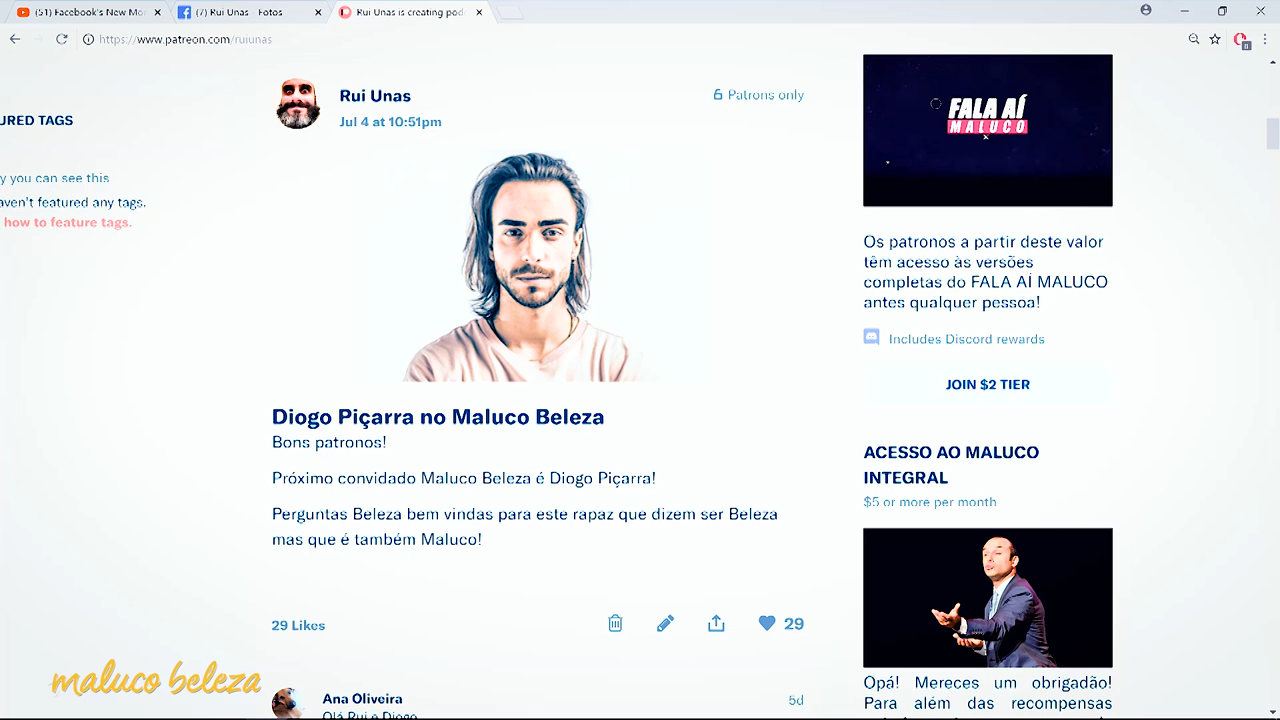 (51) Facebook's New Mo
(7) Rui Unas - Fotos
Rui Unas is creating pod
https://www.patreon.com/ruiunas
URED TAGS
y you can see this
aven't featured any tags.
how to feature tags.
Rui Unas
Jul 4 at 10:51pm
Patrons only
Diogo Piçarra no Maluco Beleza
Bons patronos!
Próximo convidado Maluco Beleza é Diogo Piçarra!
Perguntas Beleza bem vindas para este rapaz que dizem ser Beleza
mas que é também Maluco!
29 Likes
29
Ana Oliveira
5d
Olá Rui e Diogo
maluco beleza
FALA AÍ
MALUCO
Os patronos a partir deste valor
têm acesso às versões
completas do FALA AÍ MALUCO
antes qualquer pessoa!
Includes Discord rewards
JOIN $2 TIER
ACESSO AO MALUCO
INTEGRAL
$5 or more per month
Opá! Mereces um obrigadão!
Para além das recompensas